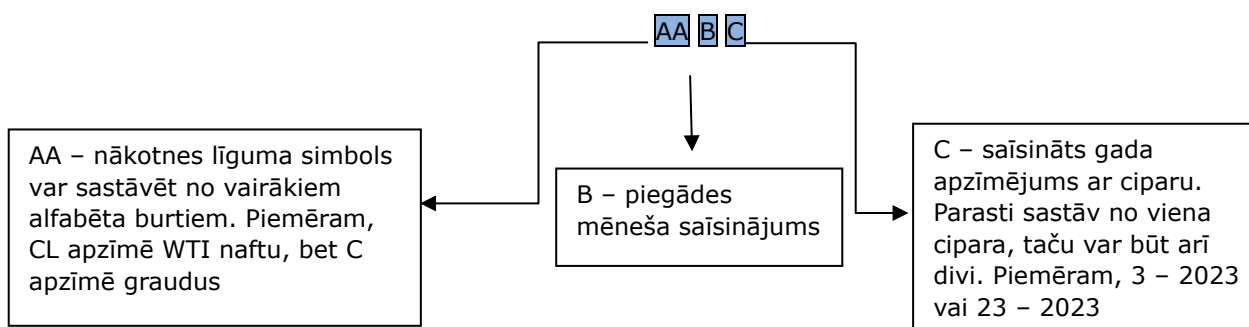 AA B C
AA – nākotnes līguma simbols
var sastāvēt no vairākiem
alfabēta burtiem. Piemēram,
CL apzīmē WTI naftu, bet C
apzīmē graudus
B – piegādes
mēneša saīsinājums
C – saīsināts gada
apzīmējums ar ciparu.
Parasti sastāv no viena
cipara, taču var būt arī
divi. Piemēram, 3 – 2023
vai 23 – 2023